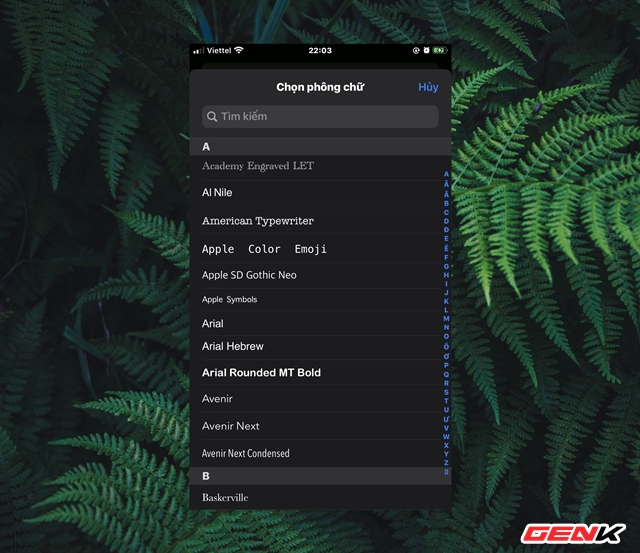 Viettel 22:03
Chọn phông chữ Hủy
Tìm kiếm
A
Academy Engraved LET
Al Nile
American Typewriter
Apple Color Emoji
Apple SD Gothic Neo
Apple Symbols
Arial
Arial Hebrew
Arial Rounded MT Bold
Avenir
Avenir Next
Avenir Next Condensed
B
Baskerville
A
Ă
Â
B
C
D
Đ
E
Ê
F
G
H
I
J
K
L
M
N
O
Ô
Ơ
P
Q
R
S
T
U
Ư
V
W
X
Y
Z
#
GENK